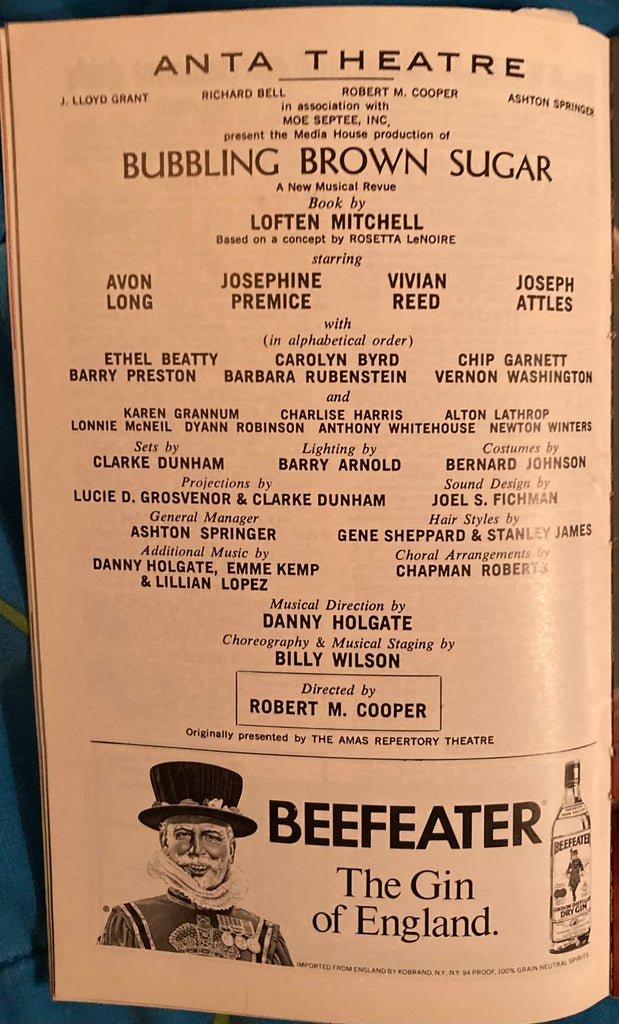 ANTA THEATRE
J. LLOYD GRANT RICHARD BELL ROBERT M. COOPER ASHTON SPRINGER
in association with
MOE SEPTEE, INC,
present the Media House production of
BUBBLING BROWN SUGAR
A New Musical Revue
Book by
LOFTEN MITCHELL
Based on a concept by ROSETTA LeNOIRE
starring
AVON JOSEPHINE VIVIAN JOSEPH
LONG PREMICE REED ATTLES
with
(in alphabetical order)
ETHEL BEATTY CAROLYN BYRD CHIP GARNETT
BARRY PRESTON BARBARA RUBENSTEIN VERNON WASHINGTON
and
KAREN GRANNUM CHARLISE HARRIS ALTON LATHROP
LONNIE McNEIL DYANN ROBINSON ANTHONY WHITEHOUSE NEWTON WINTERS
Sets by Lighting by Costumes by
CLARKE DUNHAM BARRY ARNOLD BERNARD JOHNSON
Projections by Sound Design by
LUCIE D. GROSVENOR & CLARKE DUNHAM JOEL S. FICHMAN
General Manager Hair Styles by
ASHTON SPRINGER GENE SHEPPARD & STANLEY JAMES
Additional Music by Choral Arrangements by
DANNY HOLGATE, EMME KEMP CHAPMAN ROBERTS
& LILLIAN LOPEZ
Musical Direction by
DANNY HOLGATE
Choreography & Musical Staging by
BILLY WILSON
Directed by
ROBERT M. COOPER
Originally presented by THE AMAS REPERTORY THEATRE
BEEFEATER®
The Gin
of England.
®
BEEFEATER
LONDON DISTILLED
DRY GIN
IMPORTED FROM ENGLAND BY KOBRAND, N.Y. N.Y. 94 PROOF, 100% GRAIN NEUTRAL SPIRITS